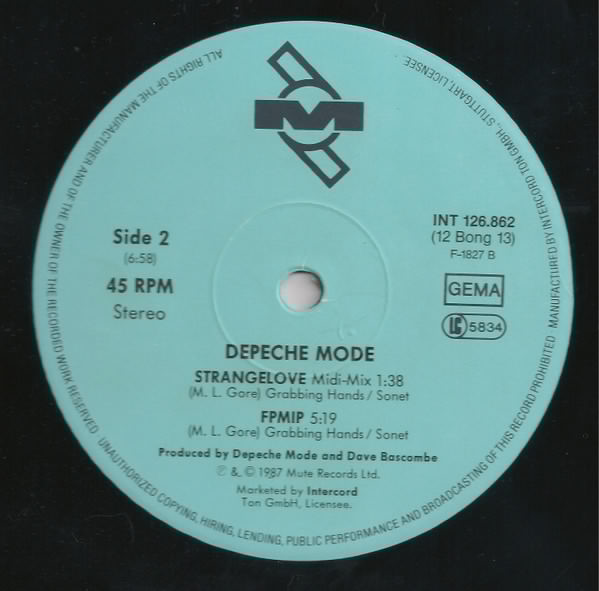 M
Side 2
(6:58)
45 RPM
Stereo
INT 126.862
(12 Bong 13)
F-1827 B
GEMA
LC 5834
DEPECHE MODE
STRANGELOVE Midi-Mix 1:38
(M. L. Gore) Grabbing Hands / Sonet
FPMIP 5:19
(M. L. Gore) Grabbing Hands / Sonet
Produced by Depeche Mode and Dave Bascombe
℗ & © 1987 Mute Records Ltd.
Marketed by Intercord
Ton GmbH, Licensee.
ALL RIGHTS OF THE MANUFACTURER AND OF THE OWNER OF THE RECORDED WORK RESERVED · UNAUTHORIZED COPYING, HIRING, LENDING, PUBLIC PERFORMANCE AND BROADCASTING OF THIS RECORD PROHIBITED · MANUFACTURED BY INTERCORD TON GMBH., STUTTGART, LICENSEE.